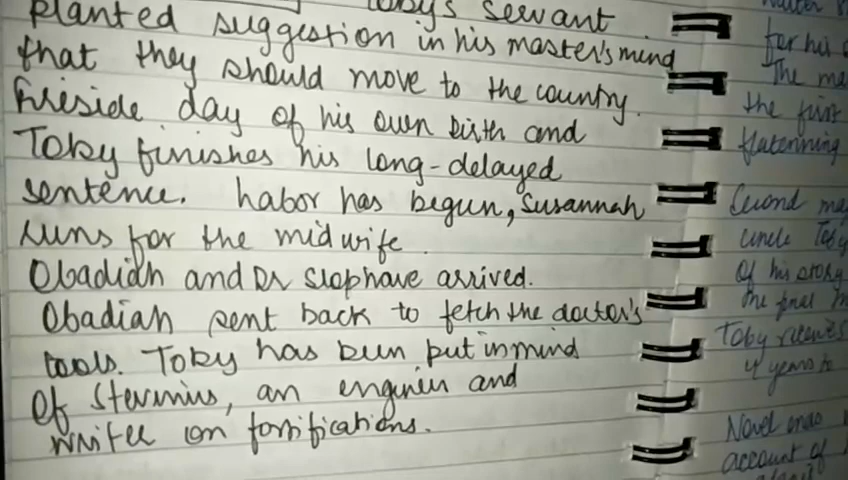 Toby's servant
planted suggestion in his master's mind
that they should move to the country.
fireside day of his own birth and
Toby finishes his long-delayed
sentence. Labor has begun, Susannah
runs for the midwife.
Obadiah and Dr Slop have arrived.
Obadiah sent back to fetch the doctor's
tools. Toby has been put in mind
Of Stevinius, an engineer and
writer on fortifications.
for his
The
the first
flattening
Second
uncle Toby
Of his story
the final
Toby
4 years to
Novel ends
account of